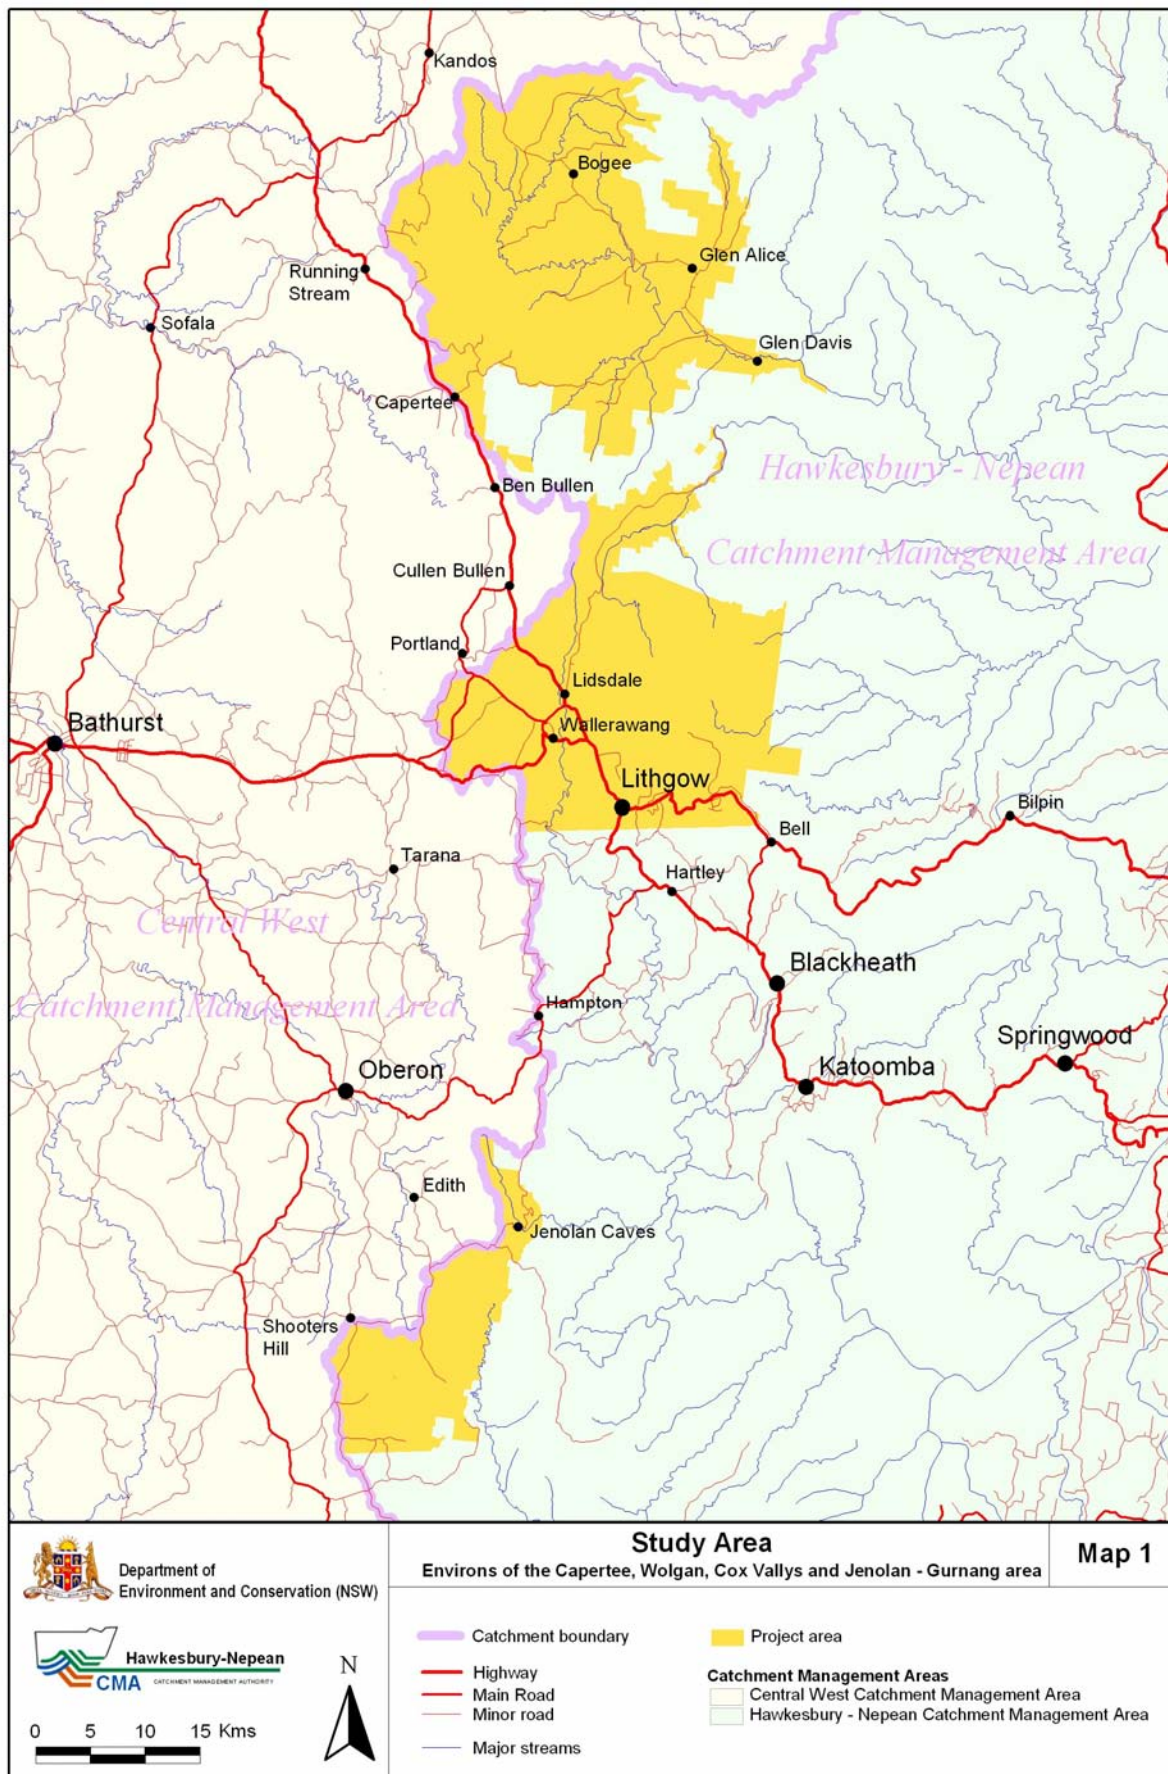 Kandos
Bogee
Glen Alice
Running
Stream
Sofala
Glen Davis
Capertee
Hawkesbury - Nepean
Ben Bullen
Catchment Management Area
Cullen Bullen
Portland
Lidsdale
Bathurst
Wallerawang
Lithgow
Bilpin
Bell
Tarana
Hartley
Central West
Blackheath
Catchment Management Area
Hampton
Springwood
Oberon
Katoomba
Edith
Jenolan Caves
Shooters
Hill
Department of
Environment and Conservation (NSW)
Hawkesbury-Nepean
CMA
CATCHMENT MANAGEMENT AUTHORITY
N
0 5 10 15 Kms
Study Area
Environs of the Capertee, Wolgan, Cox Vallys and Jenolan - Gurnang area
Map 1
Catchment boundary
Highway
Main Road
Minor road
Major streams
Project area
Catchment Management Areas
Central West Catchment Management Area
Hawkesbury - Nepean Catchment Management Area